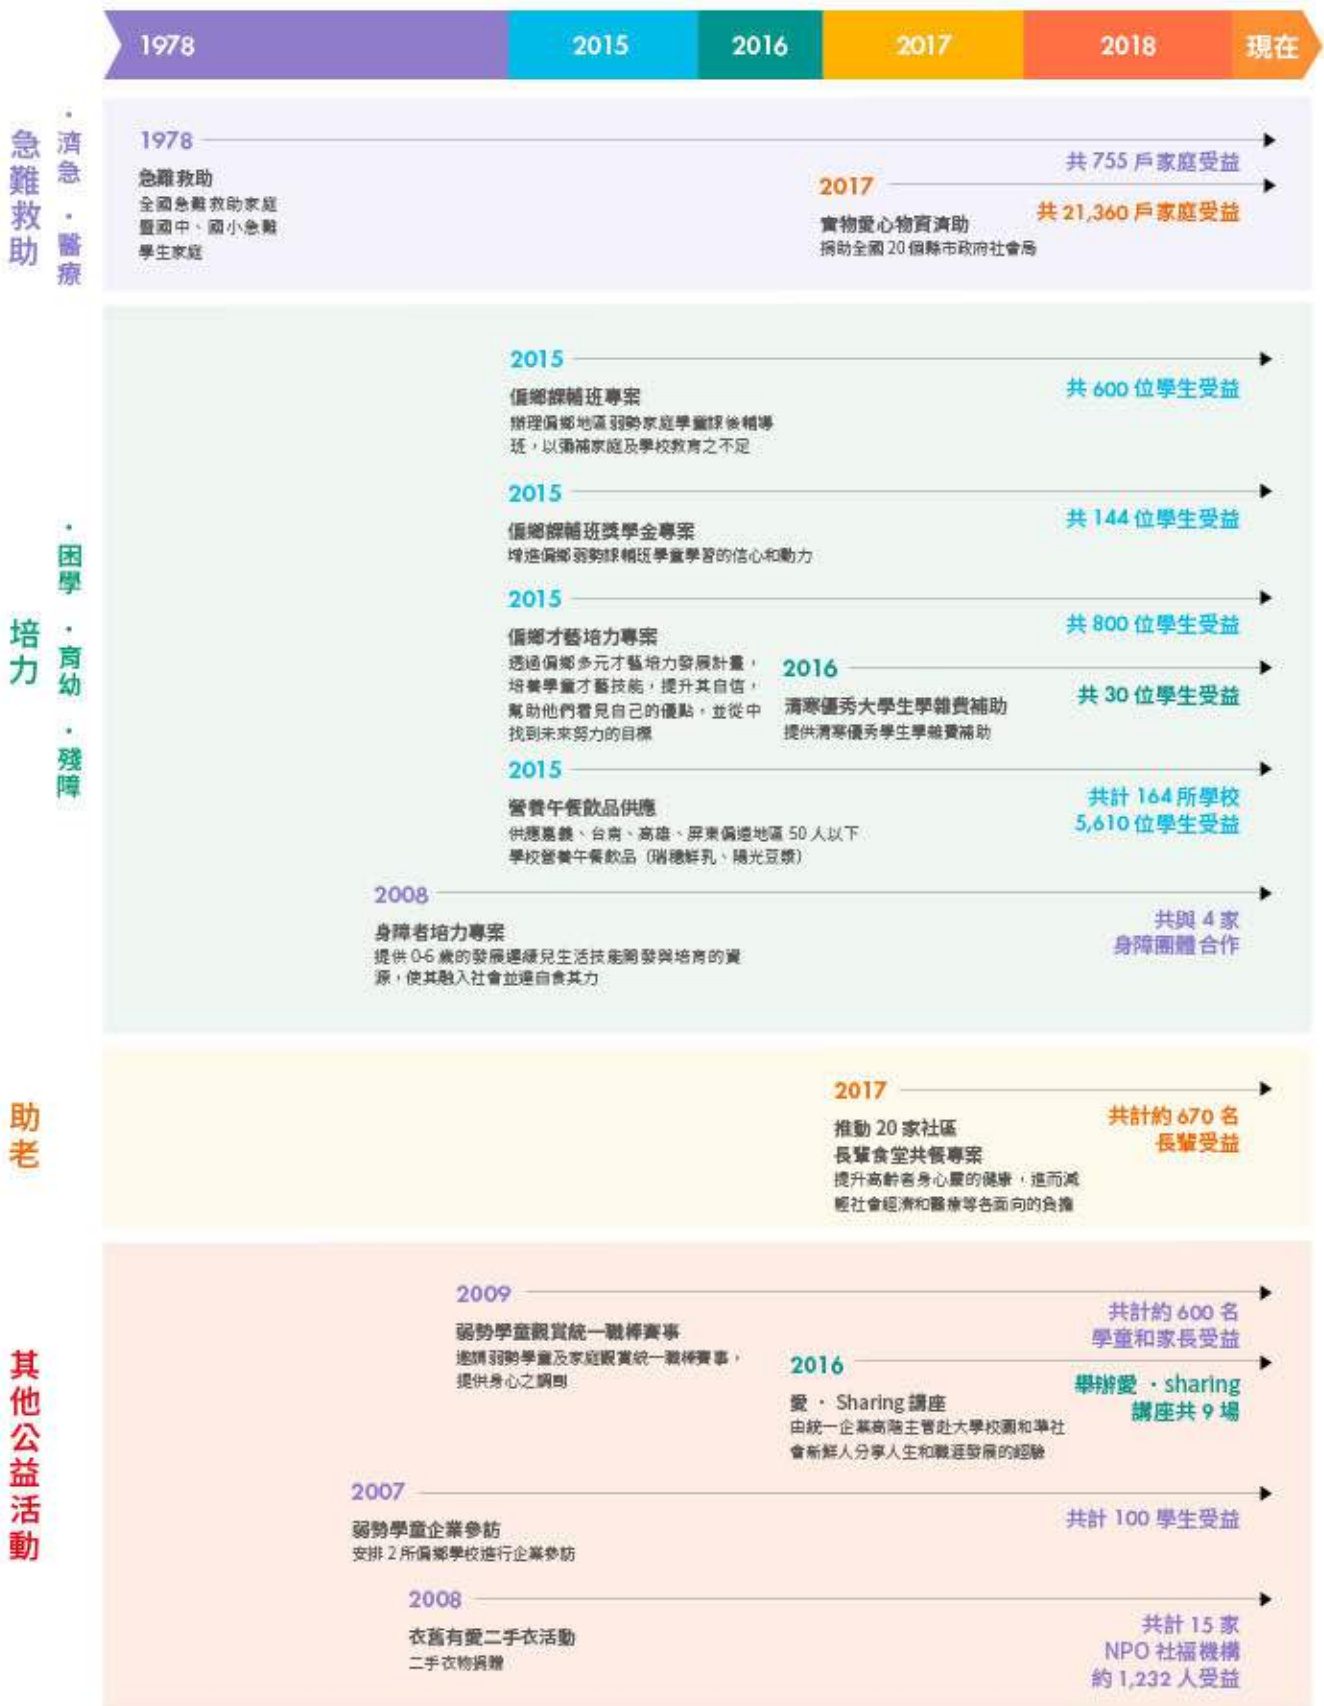 1978 2015 2016 2017 2018 現在
急難救助
・濟急 ・醫療
1978
共 755 戶家庭受益
急難救助
全國急難救助家庭
暨國中、國小急難
學生家庭
2017
共 21,360 戶家庭受益
實物愛心物資濟助
捐助全國 20 個縣市政府社會局
培力
・困學 ・育幼 ・殘障
2015
共 600 位學生受益
偏鄉課輔班專案
辦理偏鄉地區弱勢家庭學童課後輔導
班，以彌補家庭及學校教育之不足
2015
共 144 位學生受益
偏鄉課輔班獎學金專案
增進偏鄉弱勢課輔班學童學習的信心和動力
2015
共 800 位學生受益
偏鄉才藝培力專案
透過偏鄉多元才藝培力發展計畫，
培養學童才藝技能，提升其自信，
幫助他們看見自己的優點，並從中
找到未來努力的目標
2016
共 30 位學生受益
清寒優秀大學生學雜費補助
提供清寒優秀學生學雜費補助
2015
共計 164 所學校
5,610 位學生受益
營養午餐飲品供應
供應嘉義、台南、高雄、屏東偏遠地區 50 人以下
學校營養午餐飲品（瑞穗鮮乳、陽光豆漿）
2008
共與 4 家
身障團體合作
身障者培力專案
提供 0-6 歲的發展遲緩兒生活技能開發與培育的資
源，使其融入社會並達自食其力
助老
2017
共計約 670 名
長輩受益
推動 20 家社區
長輩食堂共餐專案
提升高齡者身心靈的健康，進而減
輕社會經濟和醫療等各面向的負擔
其他公益活動
2009
共計約 600 名
學童和家長受益
弱勢學童觀賞統一職棒賽事
邀請弱勢學童及家庭觀賞統一職棒賽事，
提供身心之調劑
2016
舉辦愛 ・sharing
講座共 9 場
愛 ・ Sharing 講座
由統一企業高階主管赴大學校園和準社
會新鮮人分享人生和職涯發展的經驗
2007
共計 100 學生受益
弱勢學童企業參訪
安排 2 所偏鄉學校進行企業參訪
2008
共計 15 家
NPO 社福機構
約 1,232 人受益
衣舊有愛二手衣活動
二手衣物捐贈